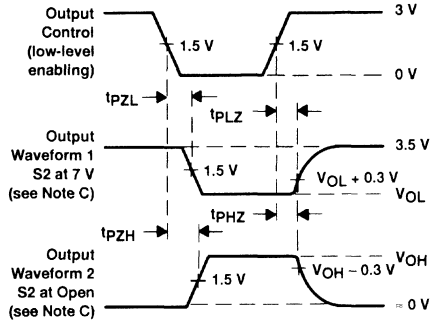 Output
Control
(low-level
enabling)
3 V
1.5 V
1.5 V
0 V
tPZL
tPLZ
Output
Waveform 1
S2 at 7 V
(see Note C)
3.5 V
1.5 V
VOL + 0.3 V
VOL
tPZH
tPHZ
Output
Waveform 2
S2 at Open
(see Note C)
VOH
VOH − 0.3 V
1.5 V
≈ 0 V